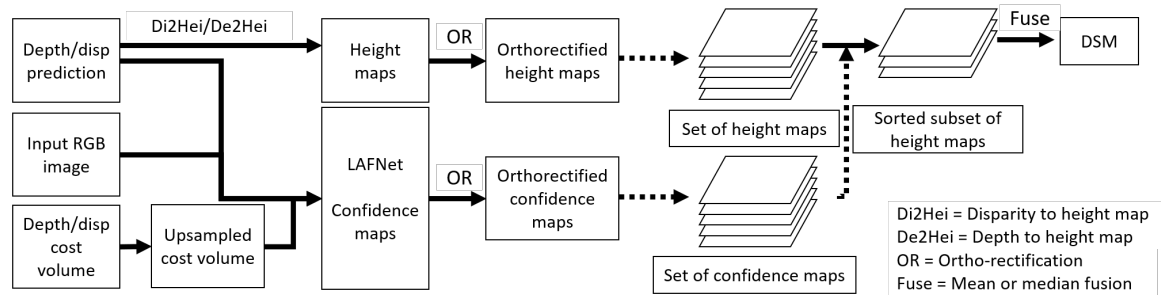 Di2Hei/De2Hei
Depth/disp
prediction
Height
maps
OR
Orthorectified
height maps
Set of height maps
Sorted subset of
height maps
Fuse
DSM
Input RGB
image
LAFNet
Confidence
maps
OR
Orthorectified
confidence
maps
Set of confidence maps
Depth/disp
cost
volume
Upsampled
cost volume
Di2Hei = Disparity to height map
De2Hei = Depth to height map
OR = Ortho-rectification
Fuse = Mean or median fusion